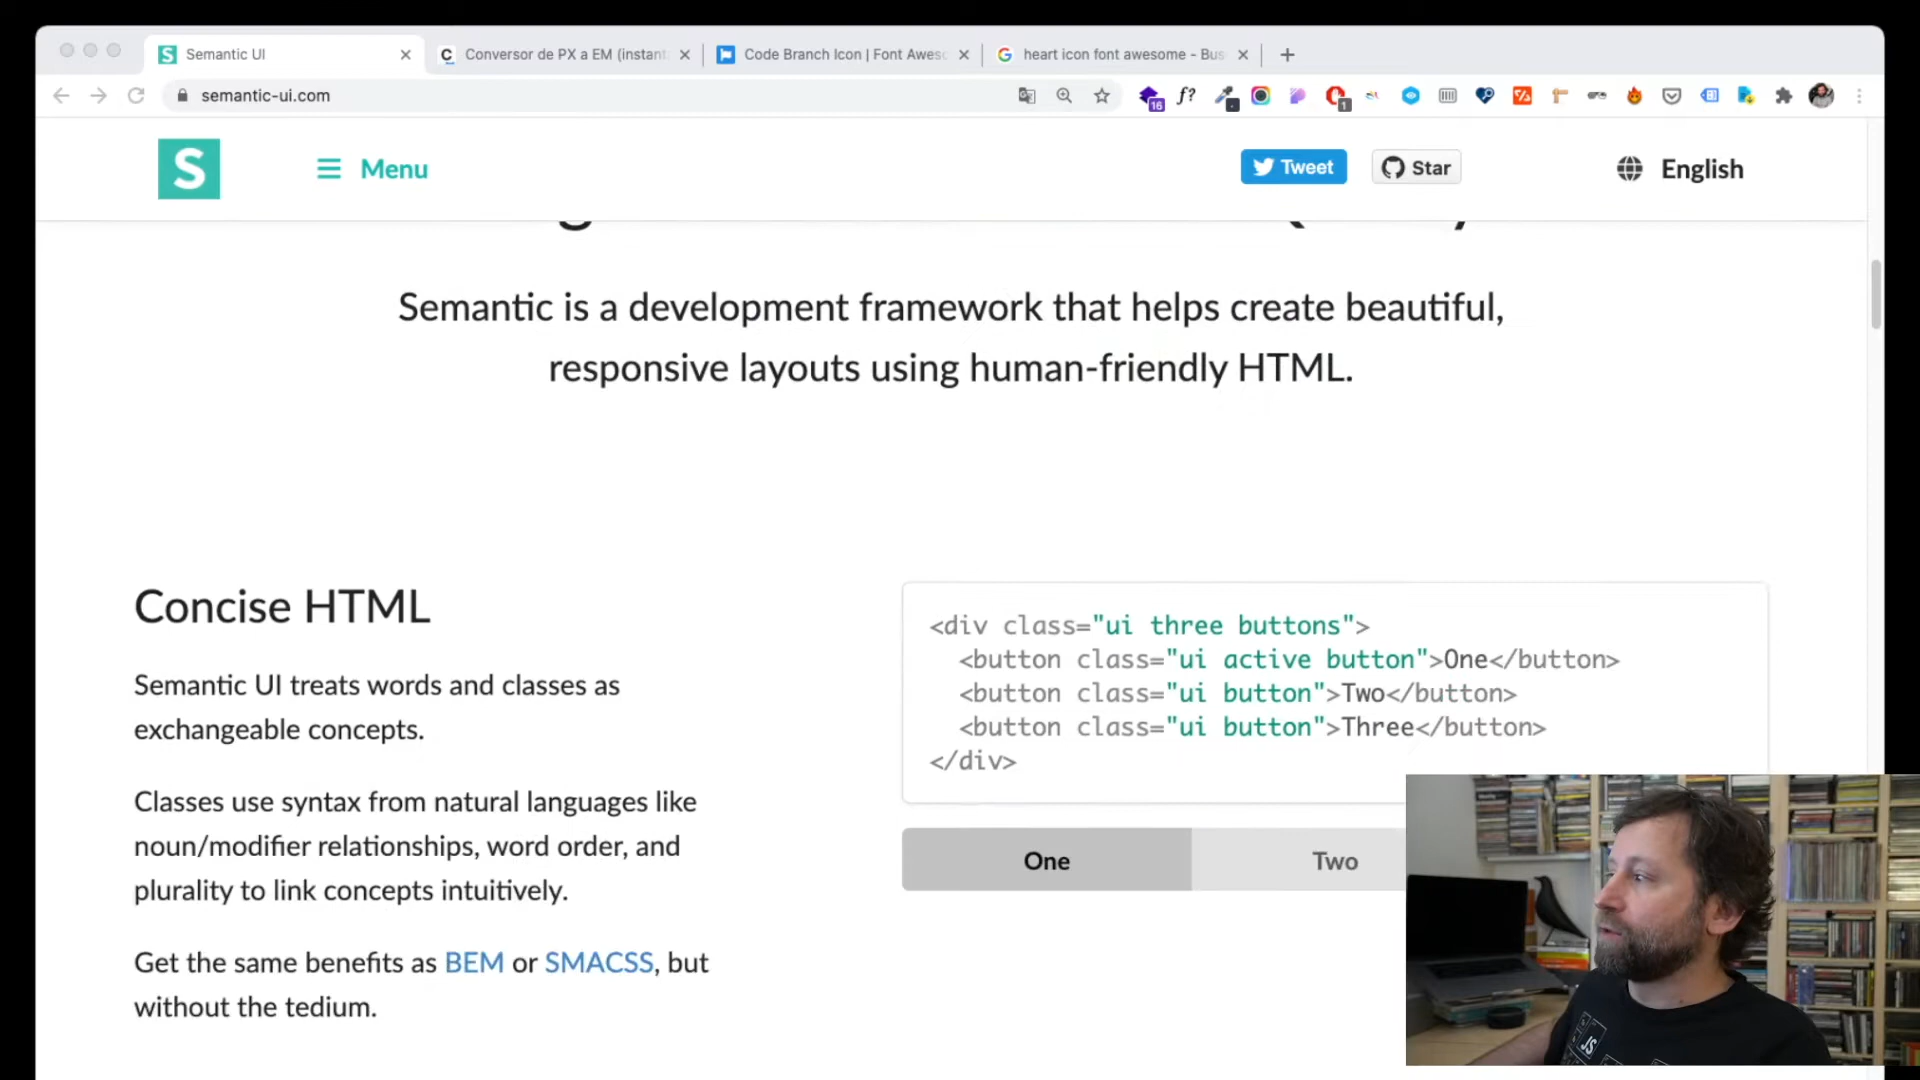 Semantic UI
Conversor de PX a EM (instant
Code Branch Icon | Font Aweso
heart icon font awesome - Bus
semantic-ui.com
16
f?
1
S
Menu
Tweet
Star
English
Semantic is a development framework that helps create beautiful,
responsive layouts using human-friendly HTML.
Concise HTML
Semantic UI treats words and classes as
exchangeable concepts.
Classes use syntax from natural languages like
noun/modifier relationships, word order, and
plurality to link concepts intuitively.
Get the same benefits as BEM or SMACSS, but
without the tedium.
<div class="ui three buttons">
<button class="ui active button">One</button>
<button class="ui button">Two</button>
<button class="ui button">Three</button>
</div>
One
Two
JS